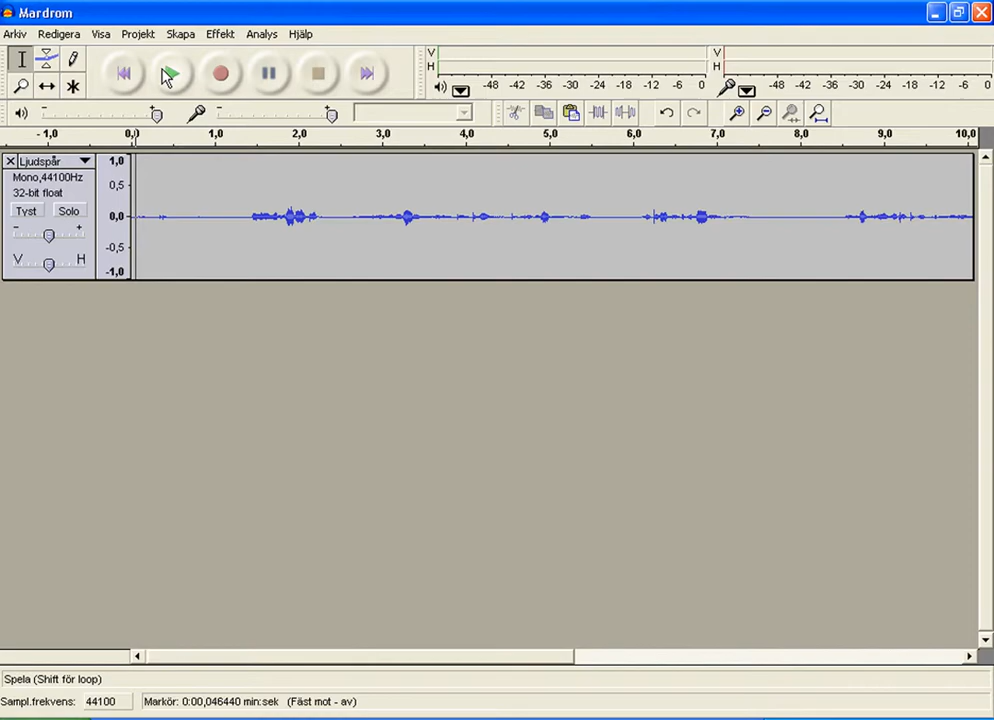 Mardrom
Arkiv Redigera Visa Projekt Skapa Effekt Analys Hjälp
V
H
-48 -42 -36 -30 -24 -18 -12 -6 0
V
H
-48 -42 -36 -30 -24 -18 -12 -6 0
- 1,0 0,0 1,0 2,0 3,0 4,0 5,0 6,0 7,0 8,0 9,0 10,0
Ljudspår
Mono,44100Hz
32-bit float
Tyst Solo
- +
V H
1,0
0,5
0,0
-0,5
-1,0
Spela (Shift för loop)
Sampl.frekvens: 44100 Markör: 0:00,046440 min:sek (Fäst mot - av)